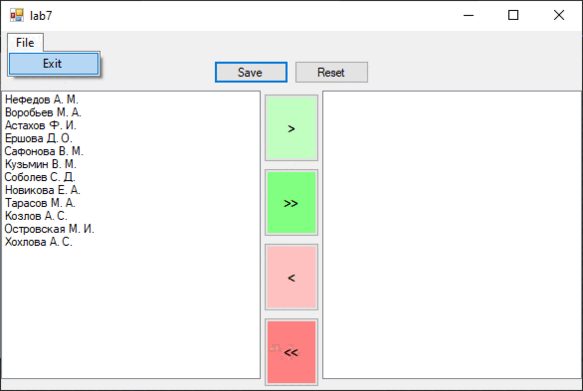 lab7
File
Exit
Save
Reset
Нефедов А. М.
Воробьев М. А.
Астахов Ф. И.
Ершова Д. О.
Сафонова В. М.
Кузьмин В. М.
Соболев С. Д.
Новикова Е. А.
Тарасов М. А.
Козлов А. С.
Островская М. И.
Хохлова А. С.
>
>>
<
<<